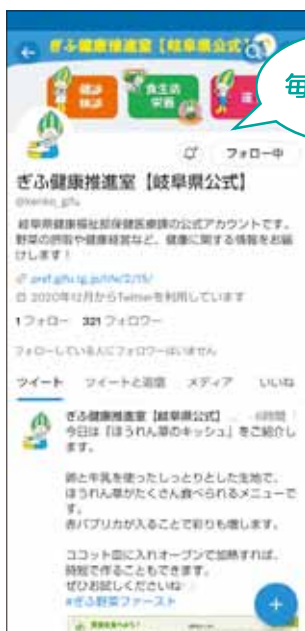 ぎふ健康推進室【岐阜県公式】
健診
検診
食生活
栄養
運
毎
フォロー中
ぎふ健康推進室【岐阜県公式】
@kenko_gifu
岐阜県健康福祉部保健医療課の公式アカウントです。
野菜の摂取や健康経営など、健康に関する情報をお届
けします！
2020年12月からTwitterを利用しています
1フォロー 321フォロワー
フォローしている人にフォロワーはいません
ツイート ツイートと返信 メディア いいね
ぎふ健康推進室【岐阜県公式】 6時間
今日は「ほうれん草のキッシュ」をご紹介し
ます。
卵と牛乳を使ったしっとりとした生地で、
ほうれん草がたくさん食べられるメニューで
す。
赤パプリカが入ることで彩りも増します。
ココット皿に入れオーブンで加熱すれば、
時短で作ることもできます。
ぜひお試しくださいね
#ぎふ野菜ファースト